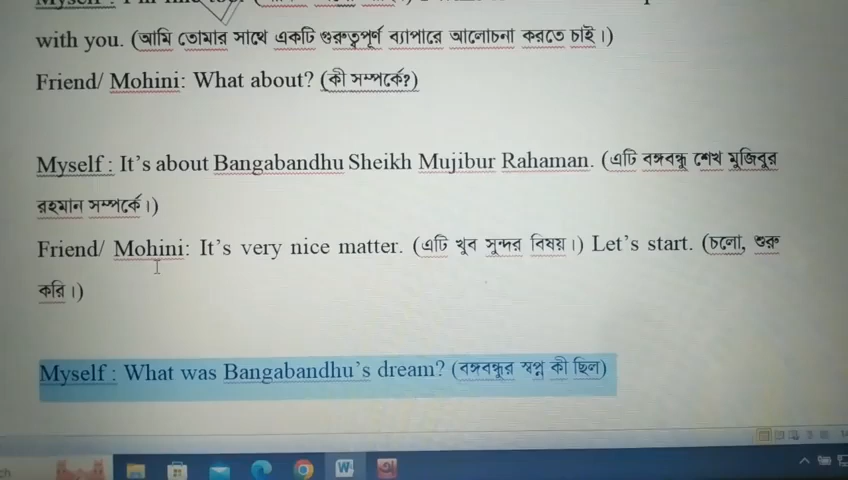 with you. (আমি তোমার সাথে একটি গুরুত্বপূর্ণ ব্যাপারে আলোচনা করতে চাই।)
Friend/ Mohini: What about? (কী সম্পর্কে?)
Myself : It's about Bangabandhu Sheikh Mujibur Rahaman. (এটি বঙ্গবন্ধু শেখ মুজিবুর
রহমান সম্পর্কে।)
Friend/ Mohini: It's very nice matter. (এটি খুব সুন্দর বিষয়।) Let's start. (চলো, শুরু
করি।)
Myself : What was Bangabandhu's dream? (বঙ্গবন্ধুর স্বপ্ন কী ছিল)